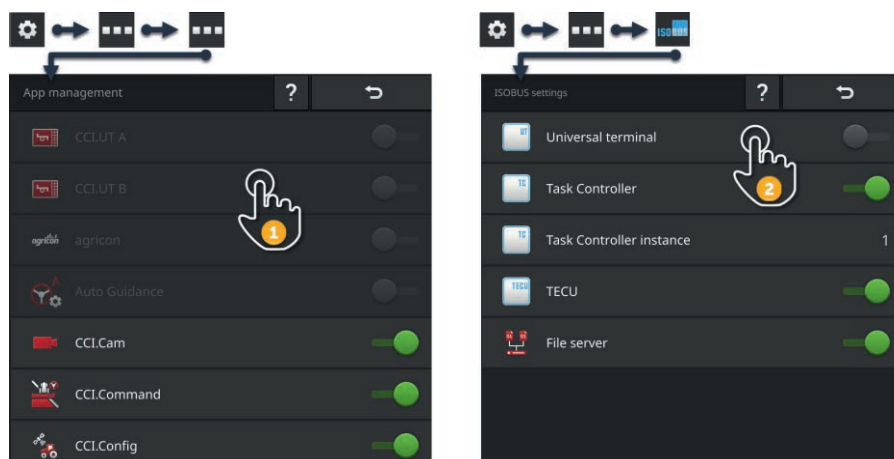 ISOBUS
App management ?
CCI.UT A
CCI.UT B
1
agricon agricon
Auto Guidance
CCI.Cam
CCI.Command
CCI.Config
ISOBUS settings ?
UT Universal terminal
2
TC Task Controller
TC Task Controller instance 1
TECU TECU
File server